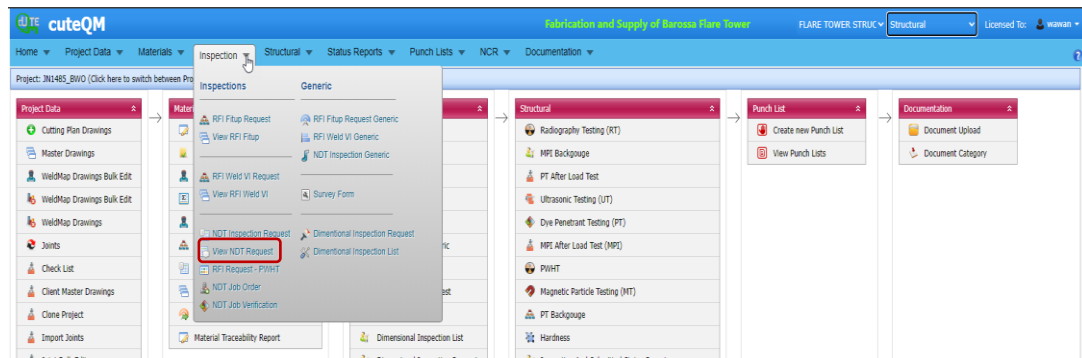 CUTE cuteQM
Fabrication and Supply of Barossa Flare Tower
FLARE TOWER STRUC
Structural
Licensed To:
wawan
Home
Project Data
Materials
Inspection
Structural
Status Reports
Punch Lists
NCR
Documentation
Project: JN1485_BWO (Click here to switch between Pro
Inspections
Generic
RFI Fitup Request
RFI Fitup Request Generic
View RFI Fitup
RFI Weld VI Generic
NDT Inspection Generic
RFI Weld VI Request
View RFI Weld VI
Survey Form
NDT Inspection Request
Dimentional Inspection Request
View NDT Request
Dimentional Inspection List
RFI Request - PWHT
NDT Job Order
NDT Job Verification
Project Data
Cutting Plan Drawings
Master Drawings
WeldMap Drawings Bulk Edit
WeldMap Drawings Bulk Edit
WeldMap Drawings
Joints
Check List
Client Master Drawings
Clone Project
Import Joints
Materi
Material Traceability Report
ric
est
Dimensional Inspection List
Structural
Radiography Testing (RT)
MPI Backgouge
PT After Load Test
Ultrasonic Testing (UT)
Dye Penetrant Testing (PT)
MPI After Load Test (MPI)
PWHT
Magnetic Particle Testing (MT)
PT Backgouge
Hardness
Punch List
Create new Punch List
View Punch Lists
Documentation
Document Upload
Document Category